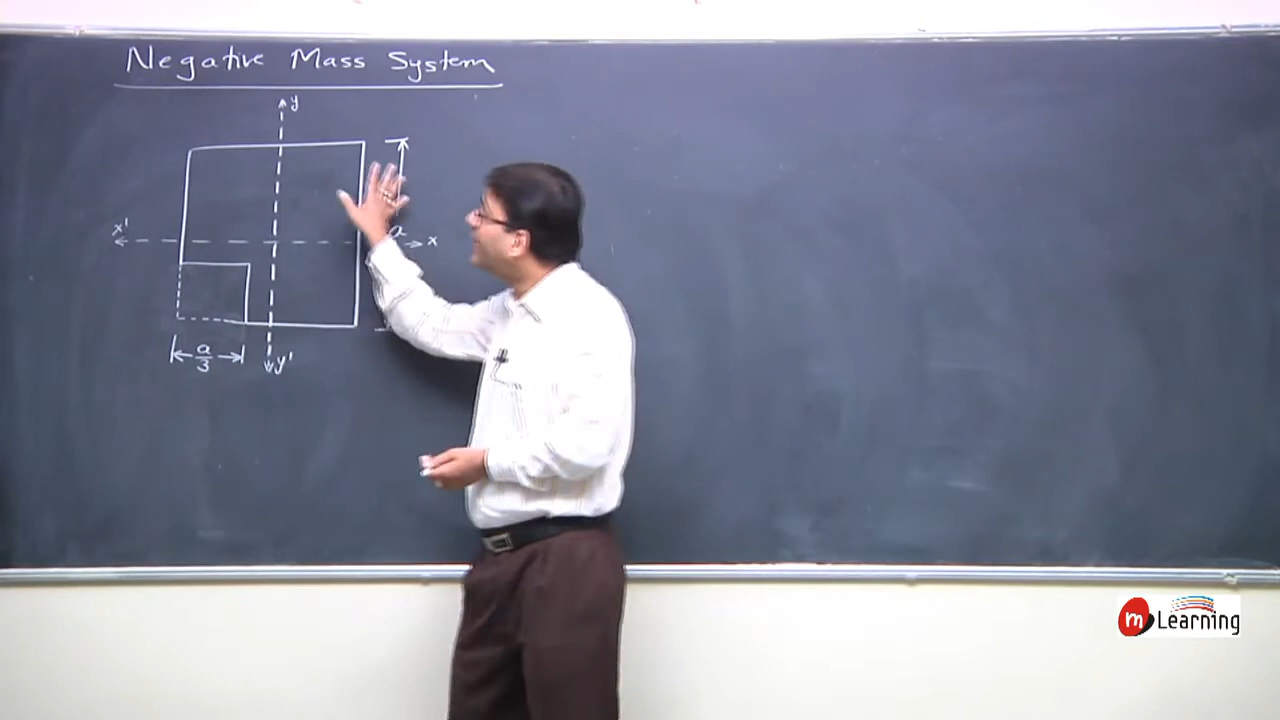 Negative Mass System
y
x'
a
x
a/3
y'
m Learning